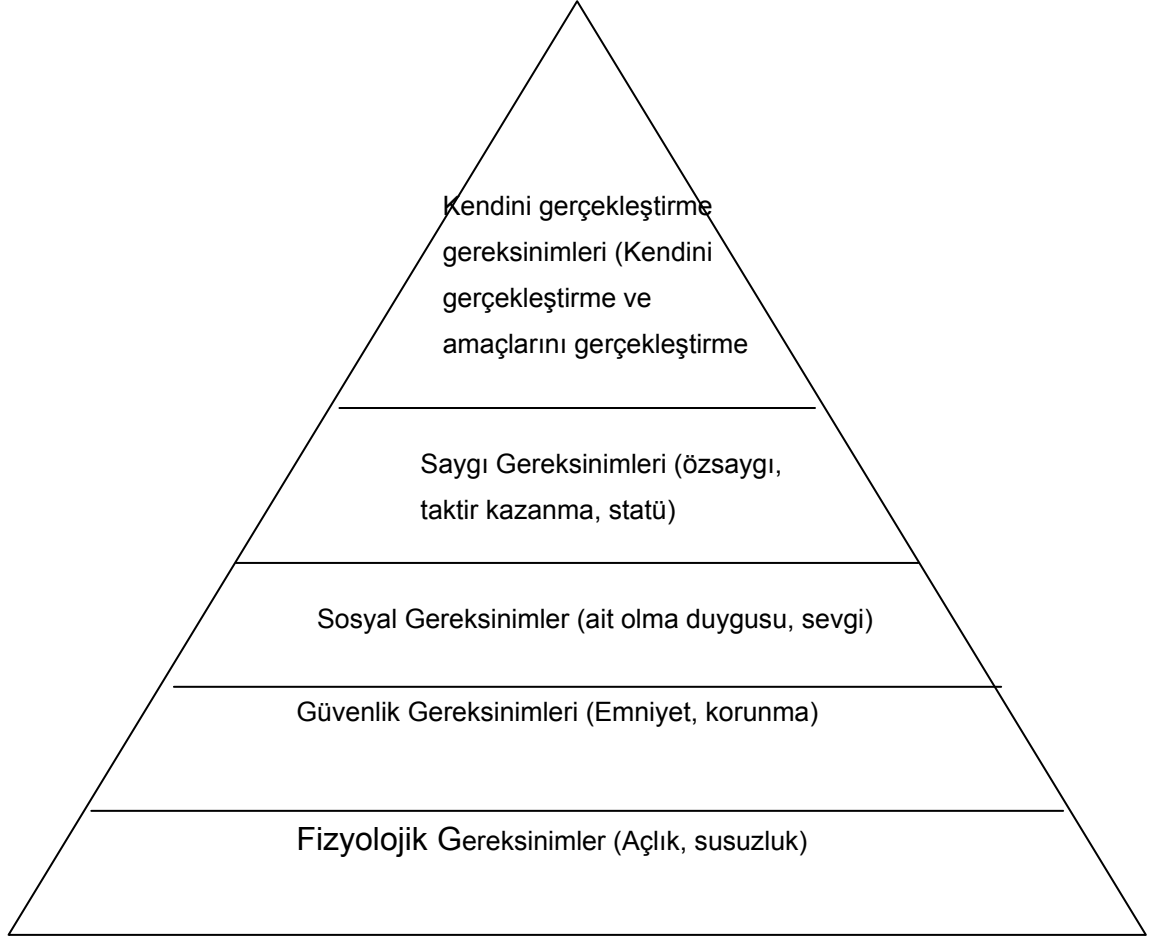 Kendini gerçekleştirme
gereksinimleri (Kendini
gerçekleştirme ve
amaçlarını gerçekleştirme
Saygı Gereksinimleri (özsaygı,
taktir kazanma, statü)
Sosyal Gereksinimler (ait olma duygusu, sevgi)
Güvenlik Gereksinimleri (Emniyet, korunma)
Fizyolojik Gereksinimler (Açlık, susuzluk)